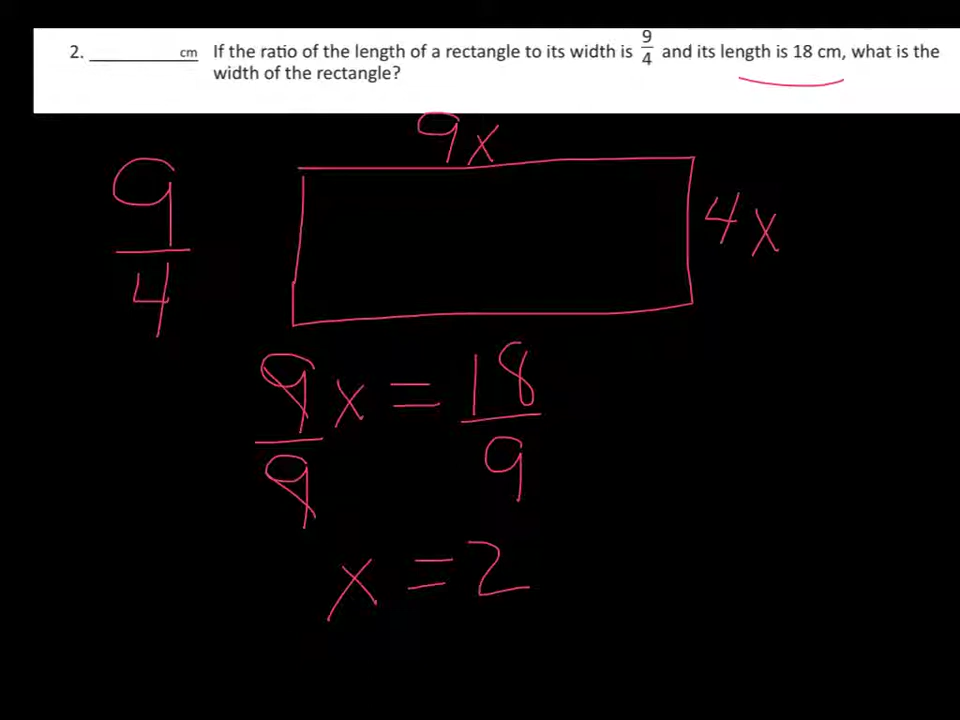 2. __________ cm If the ratio of the length of a rectangle to its width is 9/4 and its length is 18 cm, what is the
width of the rectangle?
9x
9/4
4x
9x/9 = 18/9
x = 2